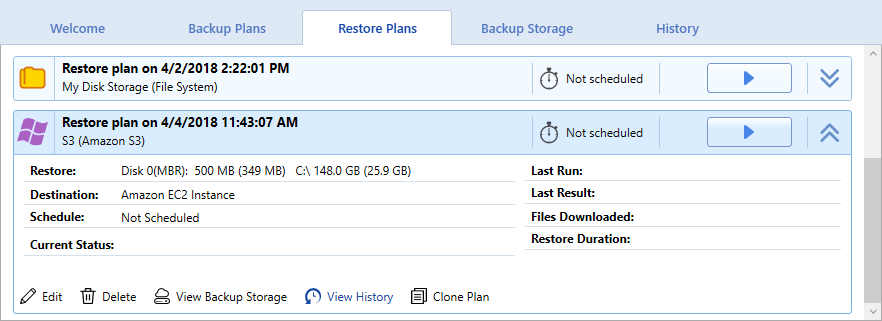 Welcome Backup Plans Restore Plans Backup Storage History
Restore plan on 4/2/2018 2:22:01 PM
My Disk Storage (File System)
Not scheduled
Restore plan on 4/4/2018 11:43:07 AM
S3 (Amazon S3)
Not scheduled
Restore: Disk 0(MBR): 500 MB (349 MB) C:\ 148.0 GB (25.9 GB)
Destination: Amazon EC2 Instance
Schedule: Not Scheduled
Current Status:
Last Run:
Last Result:
Files Downloaded:
Restore Duration:
Edit Delete View Backup Storage View History Clone Plan